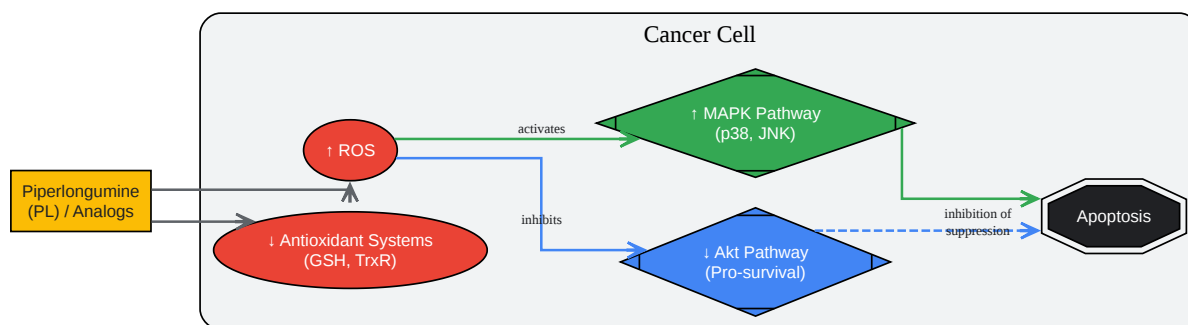 Cancer Cell
Piperlongumine
(PL) / Analogs
↑ ROS
↓ Antioxidant Systems
(GSH, TrxR)
activates
inhibits
↑ MAPK Pathway
(p38, JNK)
↓ Akt Pathway
(Pro-survival)
inhibition of
suppression
Apoptosis